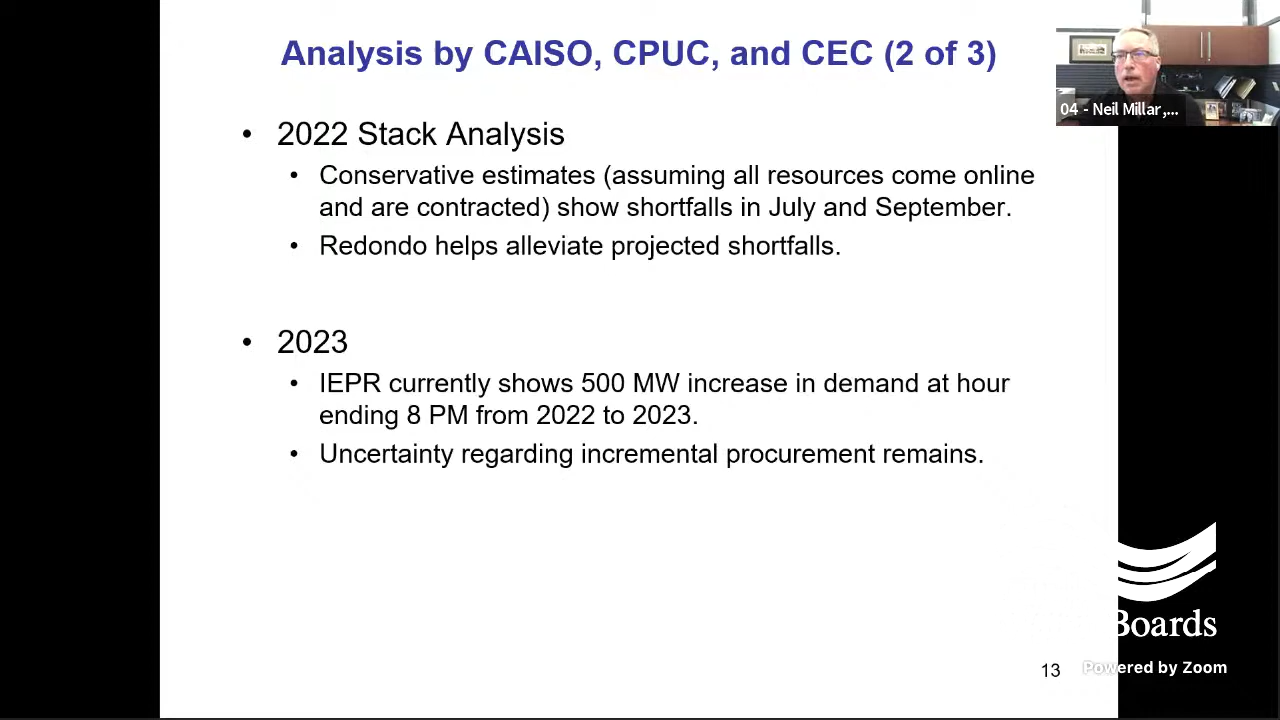 Analysis by CAISO, CPUC, and CEC (2 of 3)
04 - Neil Millar,...
• 2022 Stack Analysis
• Conservative estimates (assuming all resources come online
and are contracted) show shortfalls in July and September.
• Redondo helps alleviate projected shortfalls.
• 2023
• IEPR currently shows 500 MW increase in demand at hour
ending 8 PM from 2022 to 2023.
• Uncertainty regarding incremental procurement remains.
Boards
13
Powered by Zoom